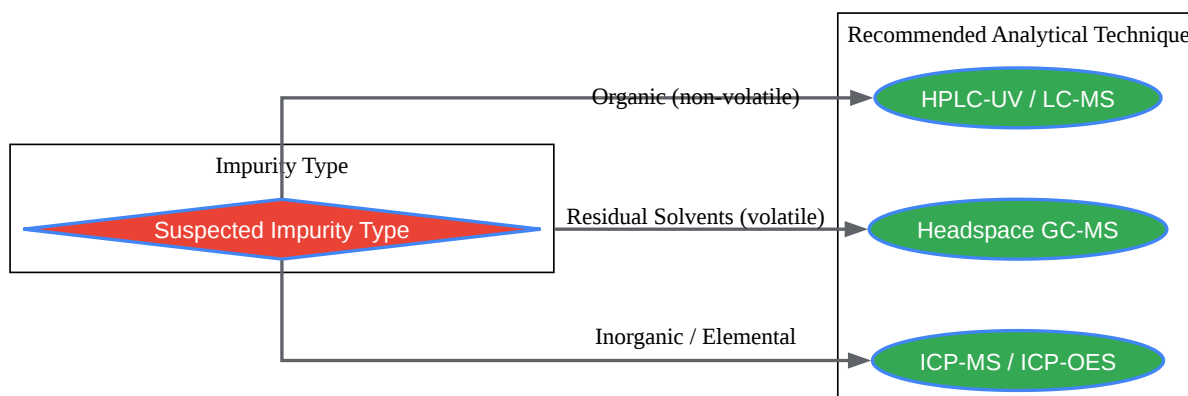 Recommended Analytical Technique
Organic (non-volatile)
HPLC-UV / LC-MS
Impurity Type
Suspected Impurity Type
Residual Solvents (volatile)
Headspace GC-MS
Inorganic / Elemental
ICP-MS / ICP-OES